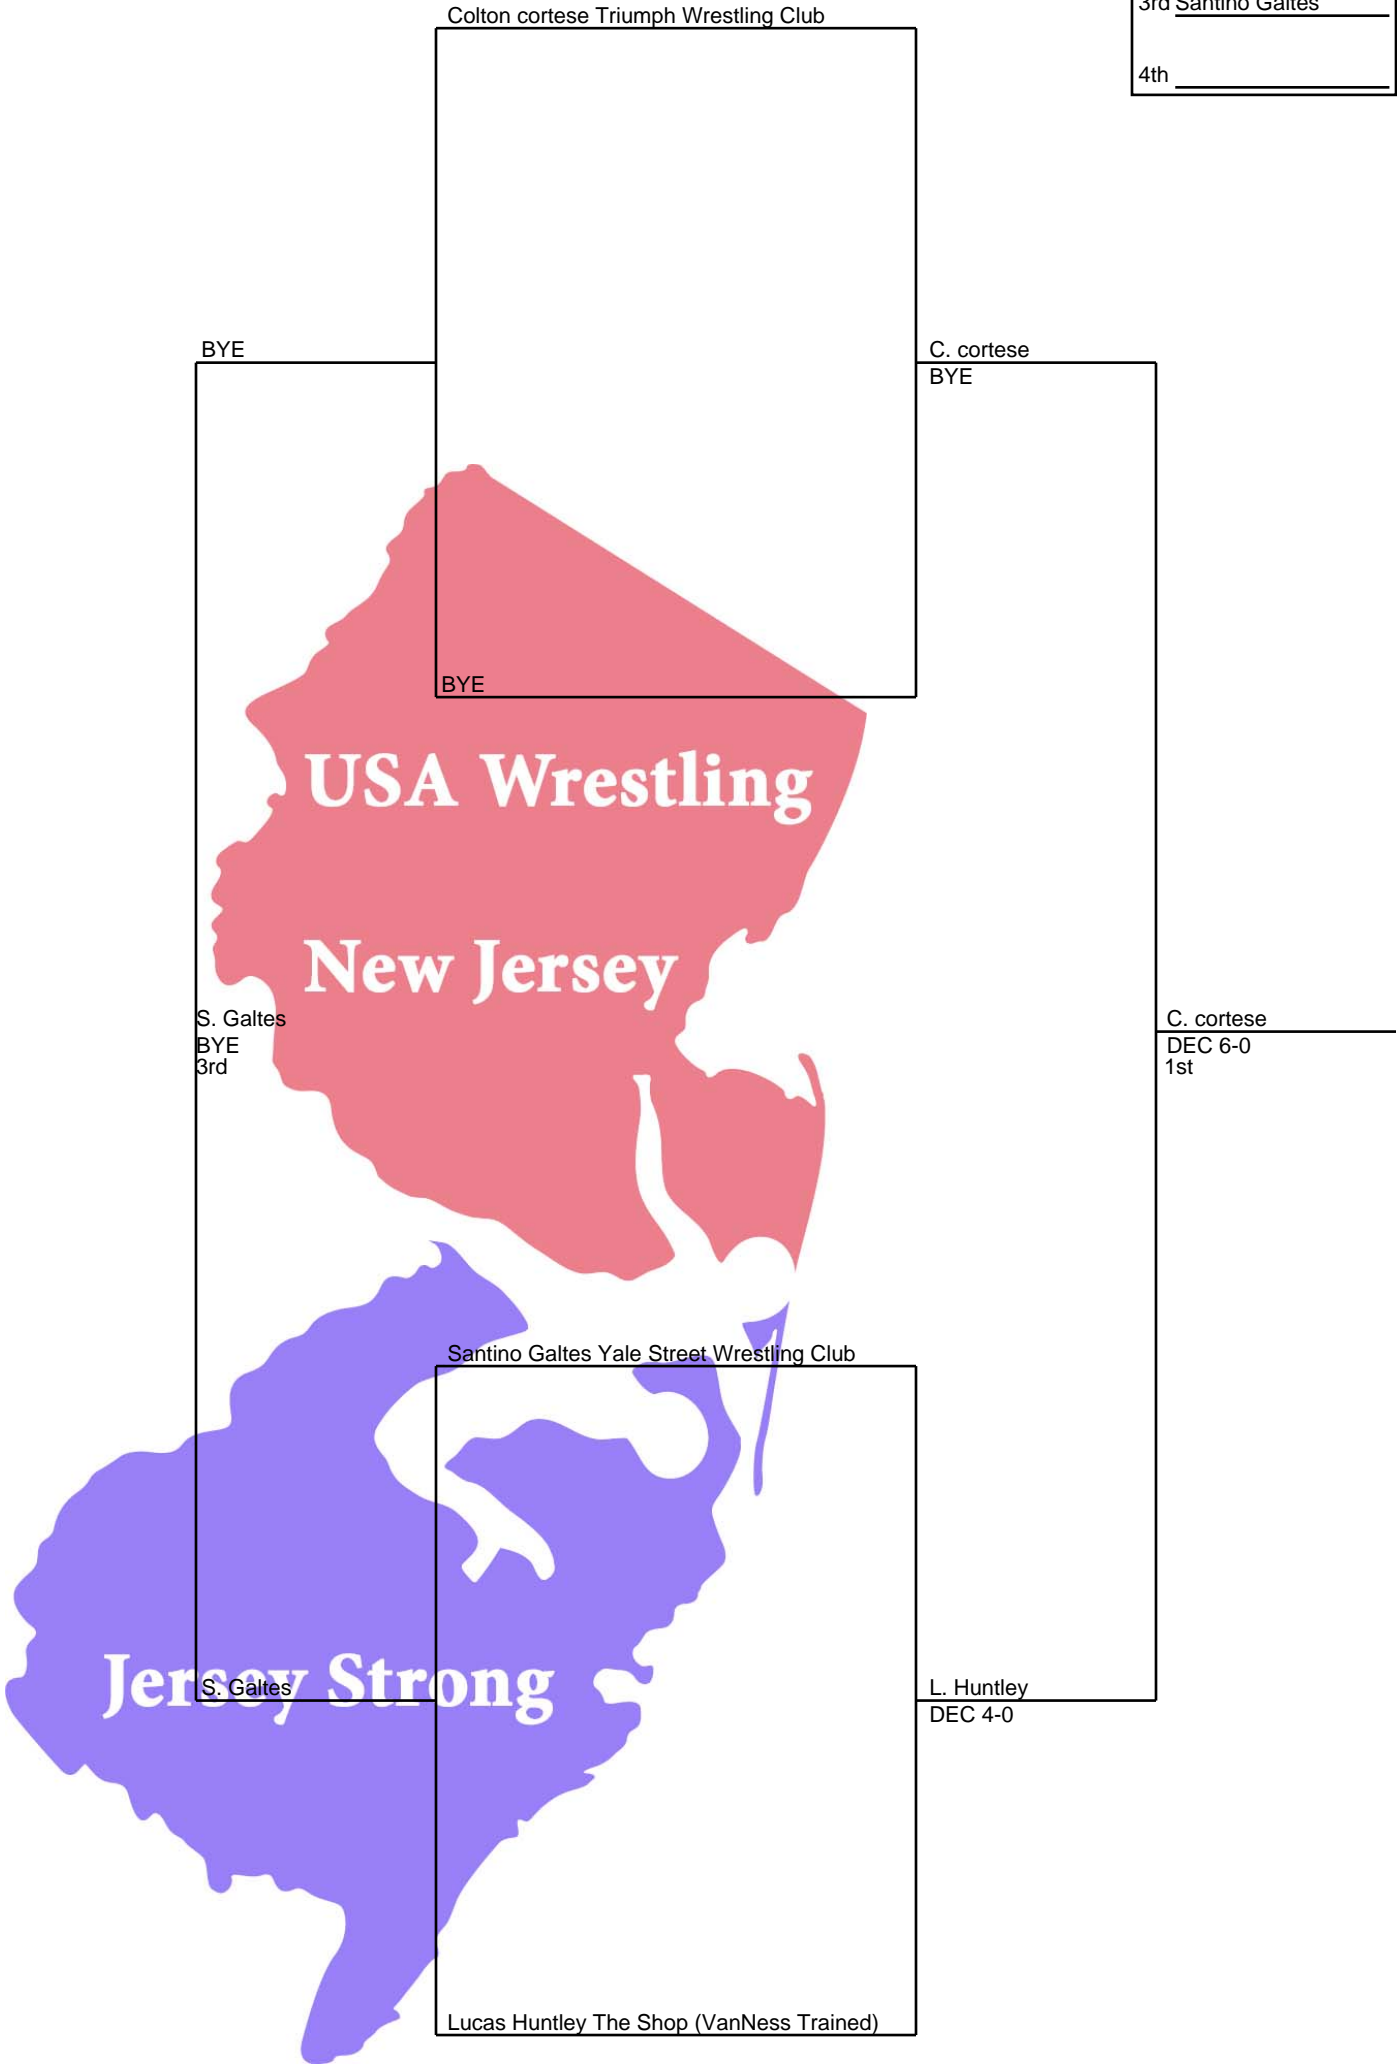 3rd Santino Galtes
Colton cortese Triumph Wrestling Club
4th
BYE
C. cortese
BYE
BYE
USA Wrestling
New Jersey
S. Galtes
BYE
3rd
C. cortese
DEC 6-0
1st
Santino Galtes Yale Street Wrestling Club
Jersey Strong
S. Galtes
L. Huntley
DEC 4-0
Lucas Huntley The Shop (VanNess Trained)